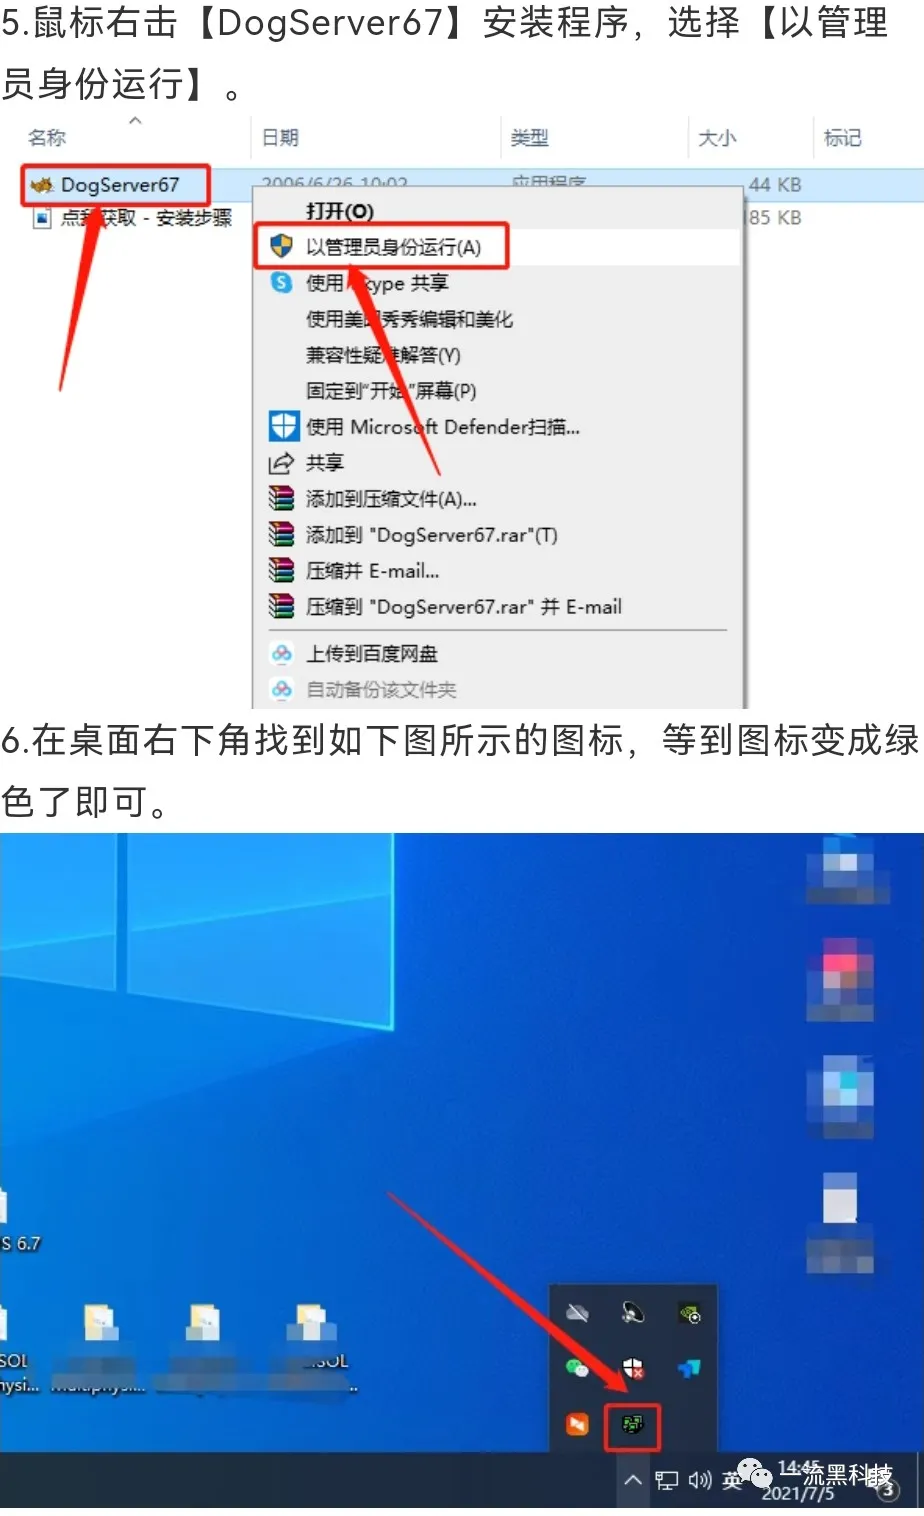 5.鼠标右击【DogServer67】安装程序，选择【以管理
员身份运行】。
名称 日期 类型 大小 标记
DogServer67 2006/6/26 10:02 应用程序 44 KB
点我获取 - 安装步骤 85 KB
打开(O)
以管理员身份运行(A)
使用 Skype 共享
使用美图秀秀编辑和美化
兼容性疑难解答(Y)
固定到"开始"屏幕(P)
使用 Microsoft Defender扫描...
共享
添加到压缩文件(A)...
添加到 "DogServer67.rar"(T)
压缩并 E-mail...
压缩到 "DogServer67.rar" 并 E-mail
上传到百度网盘
自动备份该文件夹
6.在桌面右下角找到如下图所示的图标，等到图标变成绿
色了即可。
S 6.7
SOL
SOL
hysi...
英
14:45
一流黑科技
2021/7/5
3